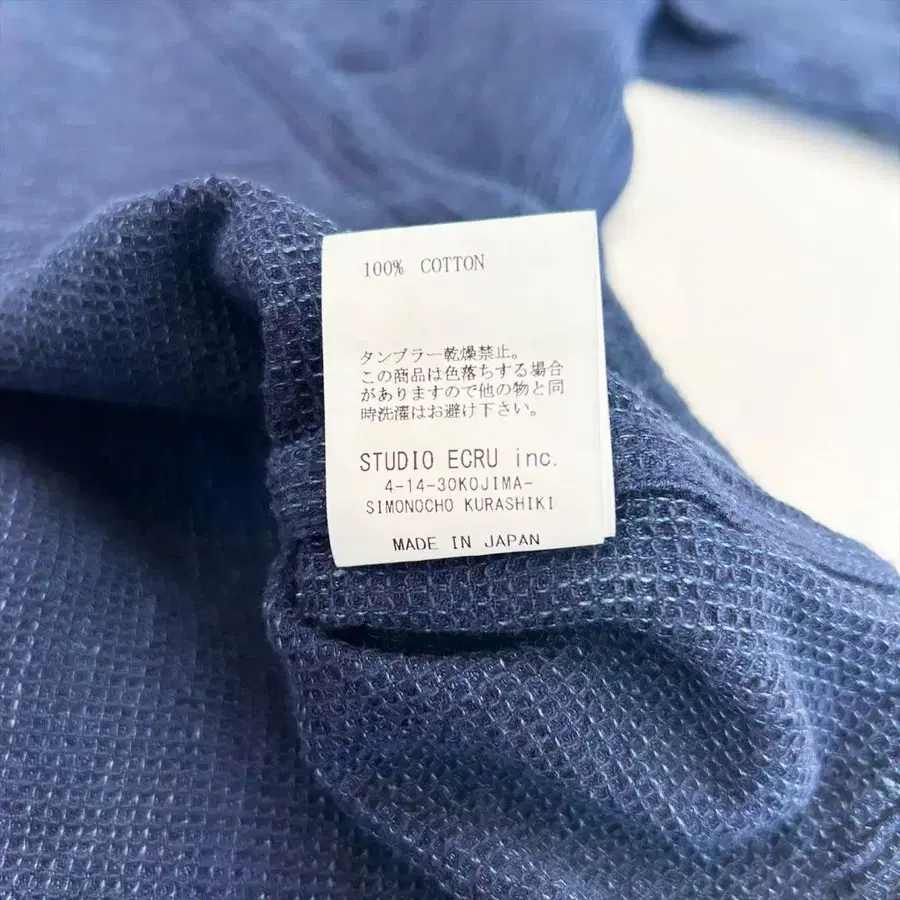 100% COTTON
タンブラー乾燥禁止。
この商品は色落ちする場合
がありますので他の物と同
時洗濯はお避け下さい。
STUDIO ECRU inc.
4-14-30KOJIMA-
SIMONOCHO KURASHIKI
MADE IN JAPAN